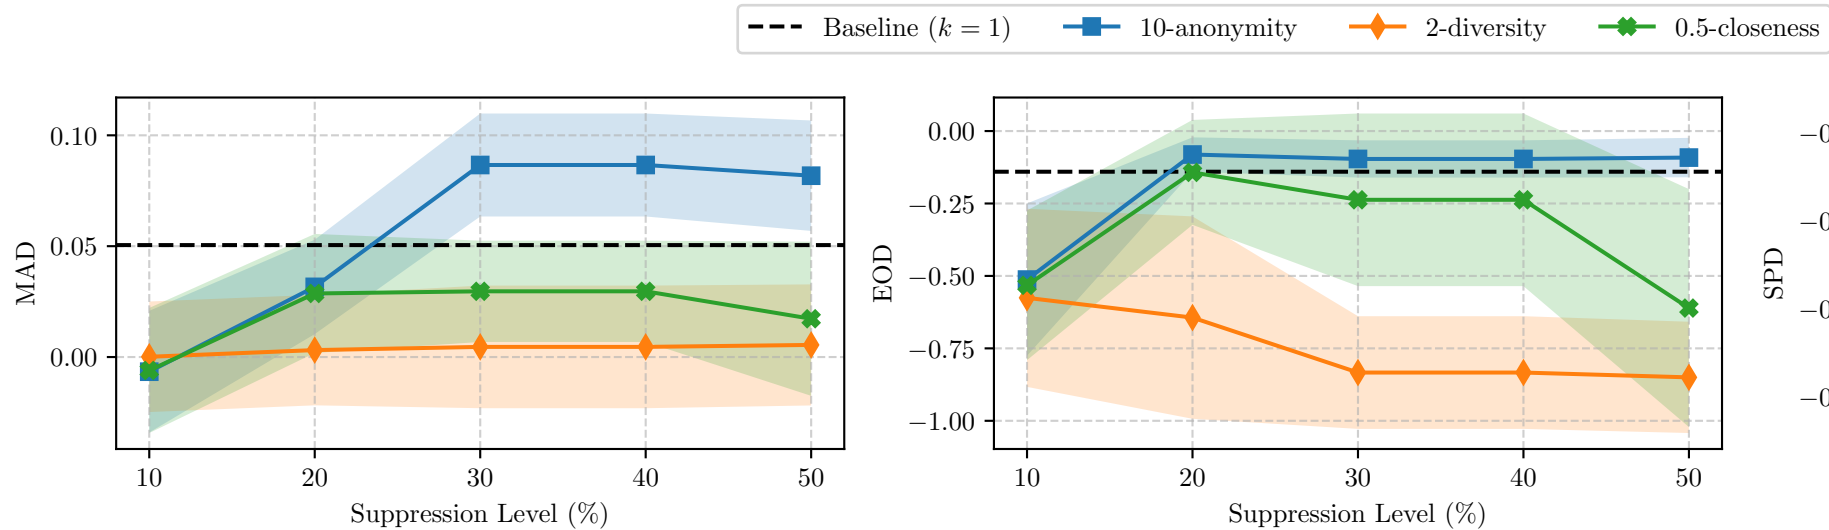 Baseline (k = 1) 10-anonymity 2-diversity 0.5-closeness
MAD
0.10
0.05
0.00
10 20 30 40 50
Suppression Level (%)
EOD
0.00
−0.25
−0.50
−0.75
−1.00
10 20 30 40 50
Suppression Level (%)
SPD